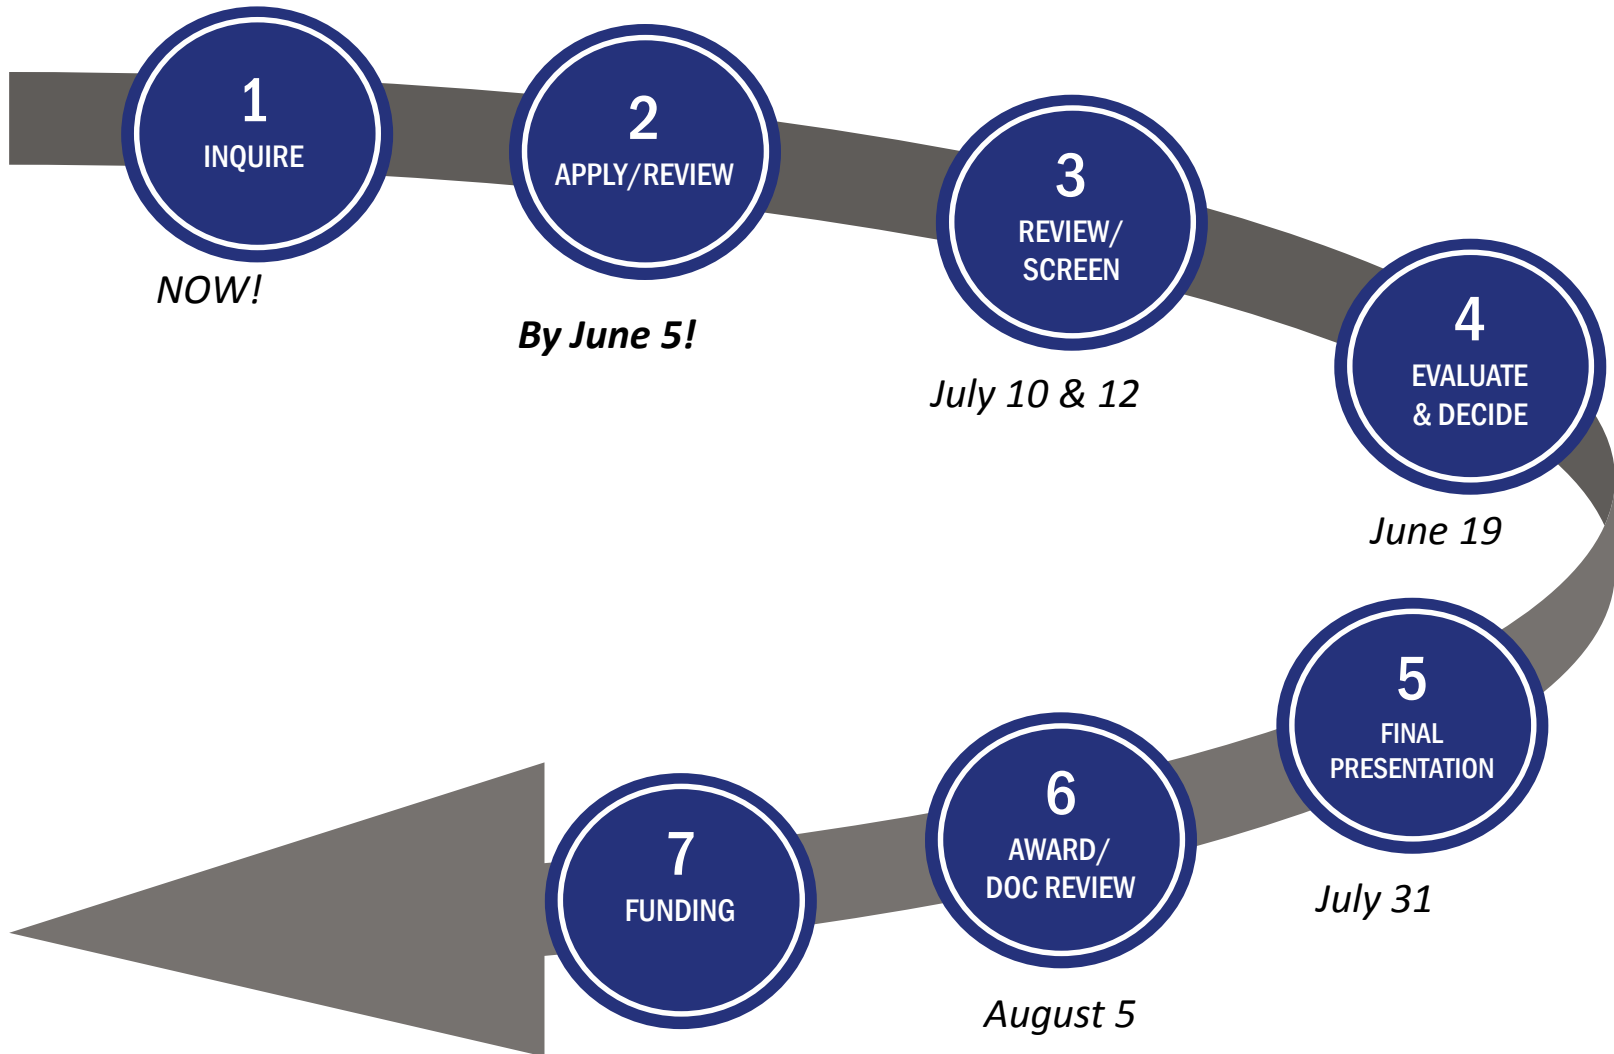 1
INQUIRE
NOW!
2
APPLY/REVIEW
By June 5!
3
REVIEW/
SCREEN
July 10 & 12
4
EVALUATE
& DECIDE
June 19
5
FINAL
PRESENTATION
July 31
6
AWARD/
DOC REVIEW
August 5
7
FUNDING